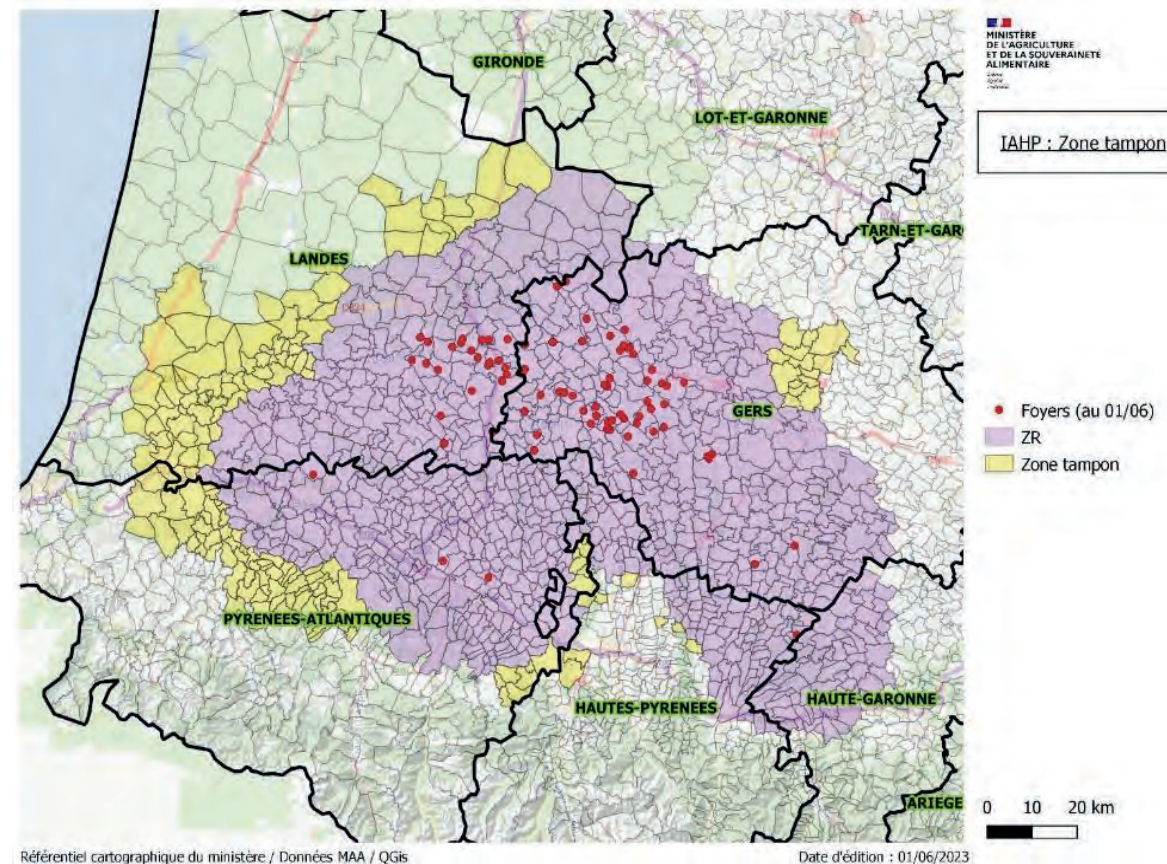 GIRONDE
LOT-ET-GARONNE
TARN-ET-GAR
LANDES
GERS
PYRENEES-ATLANTIQUES
HAUTES-PYRENEES
HAUTE-GARONNE
ARIEGE
MINISTÈRE
DE L'AGRICULTURE
ET DE LA SOUVERAINETÉ
ALIMENTAIRE
IAHP : Zone tampon
Foyers (au 01/06)
ZR
Zone tampon
0 10 20 km
Référentiel cartographique du ministère / Données MAA / QGis
Date d'édition : 01/06/2023